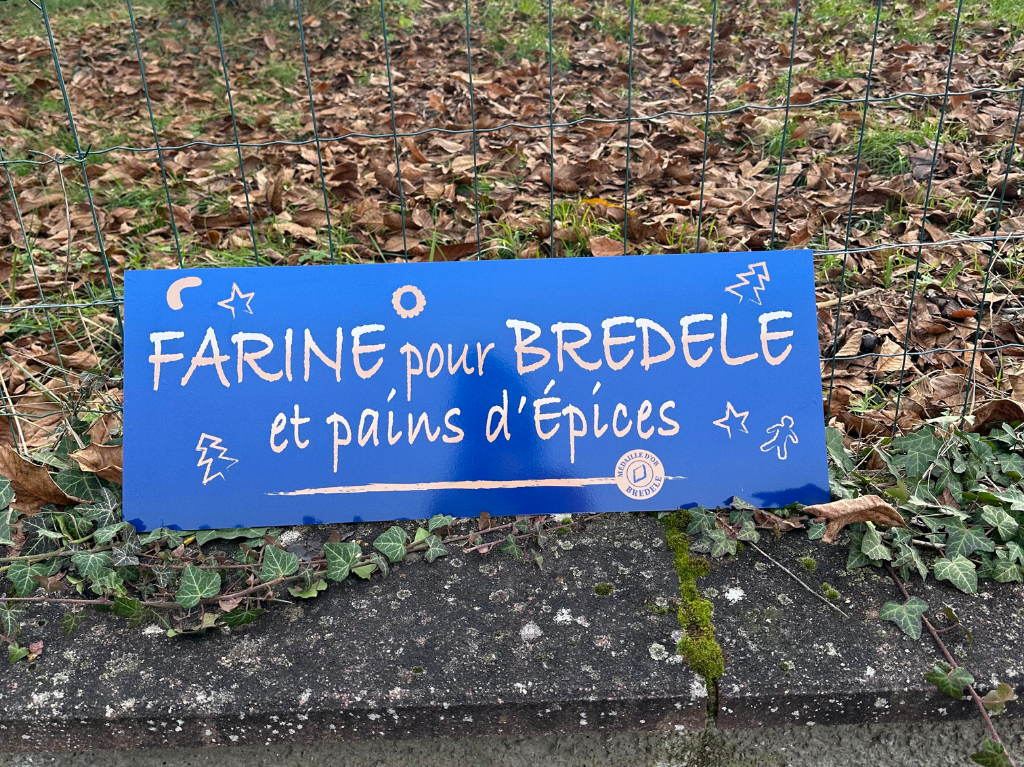 FARINE pour BREDELE
et pains d'Épices
MÉDAILLE D'OR
BREDELE